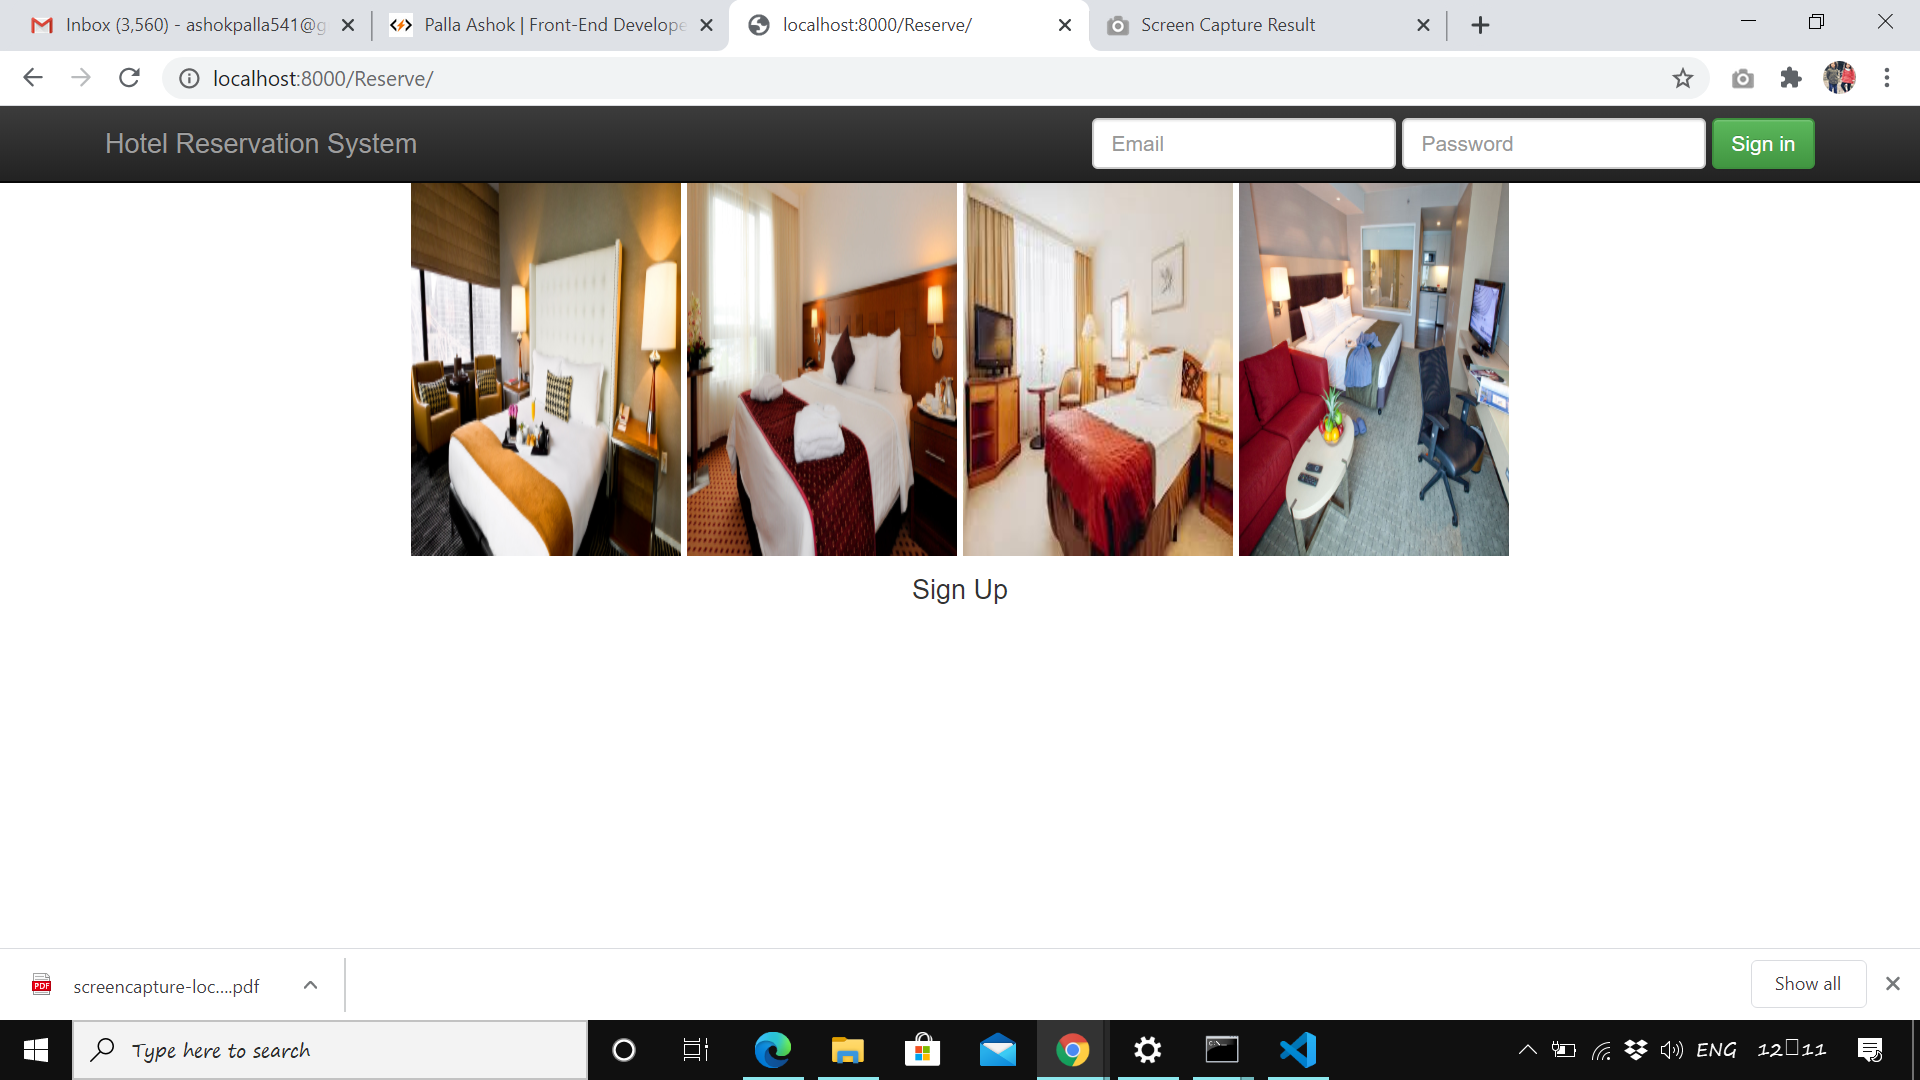 Inbox (3,560) - ashokpalla541@g
Palla Ashok | Front-End Develope
localhost:8000/Reserve/
Screen Capture Result
localhost:8000/Reserve/
Hotel Reservation System
Email
Password
Sign in
Sign Up
PDF
screencapture-loc....pdf
Show all
Type here to search
ENG
12▯11